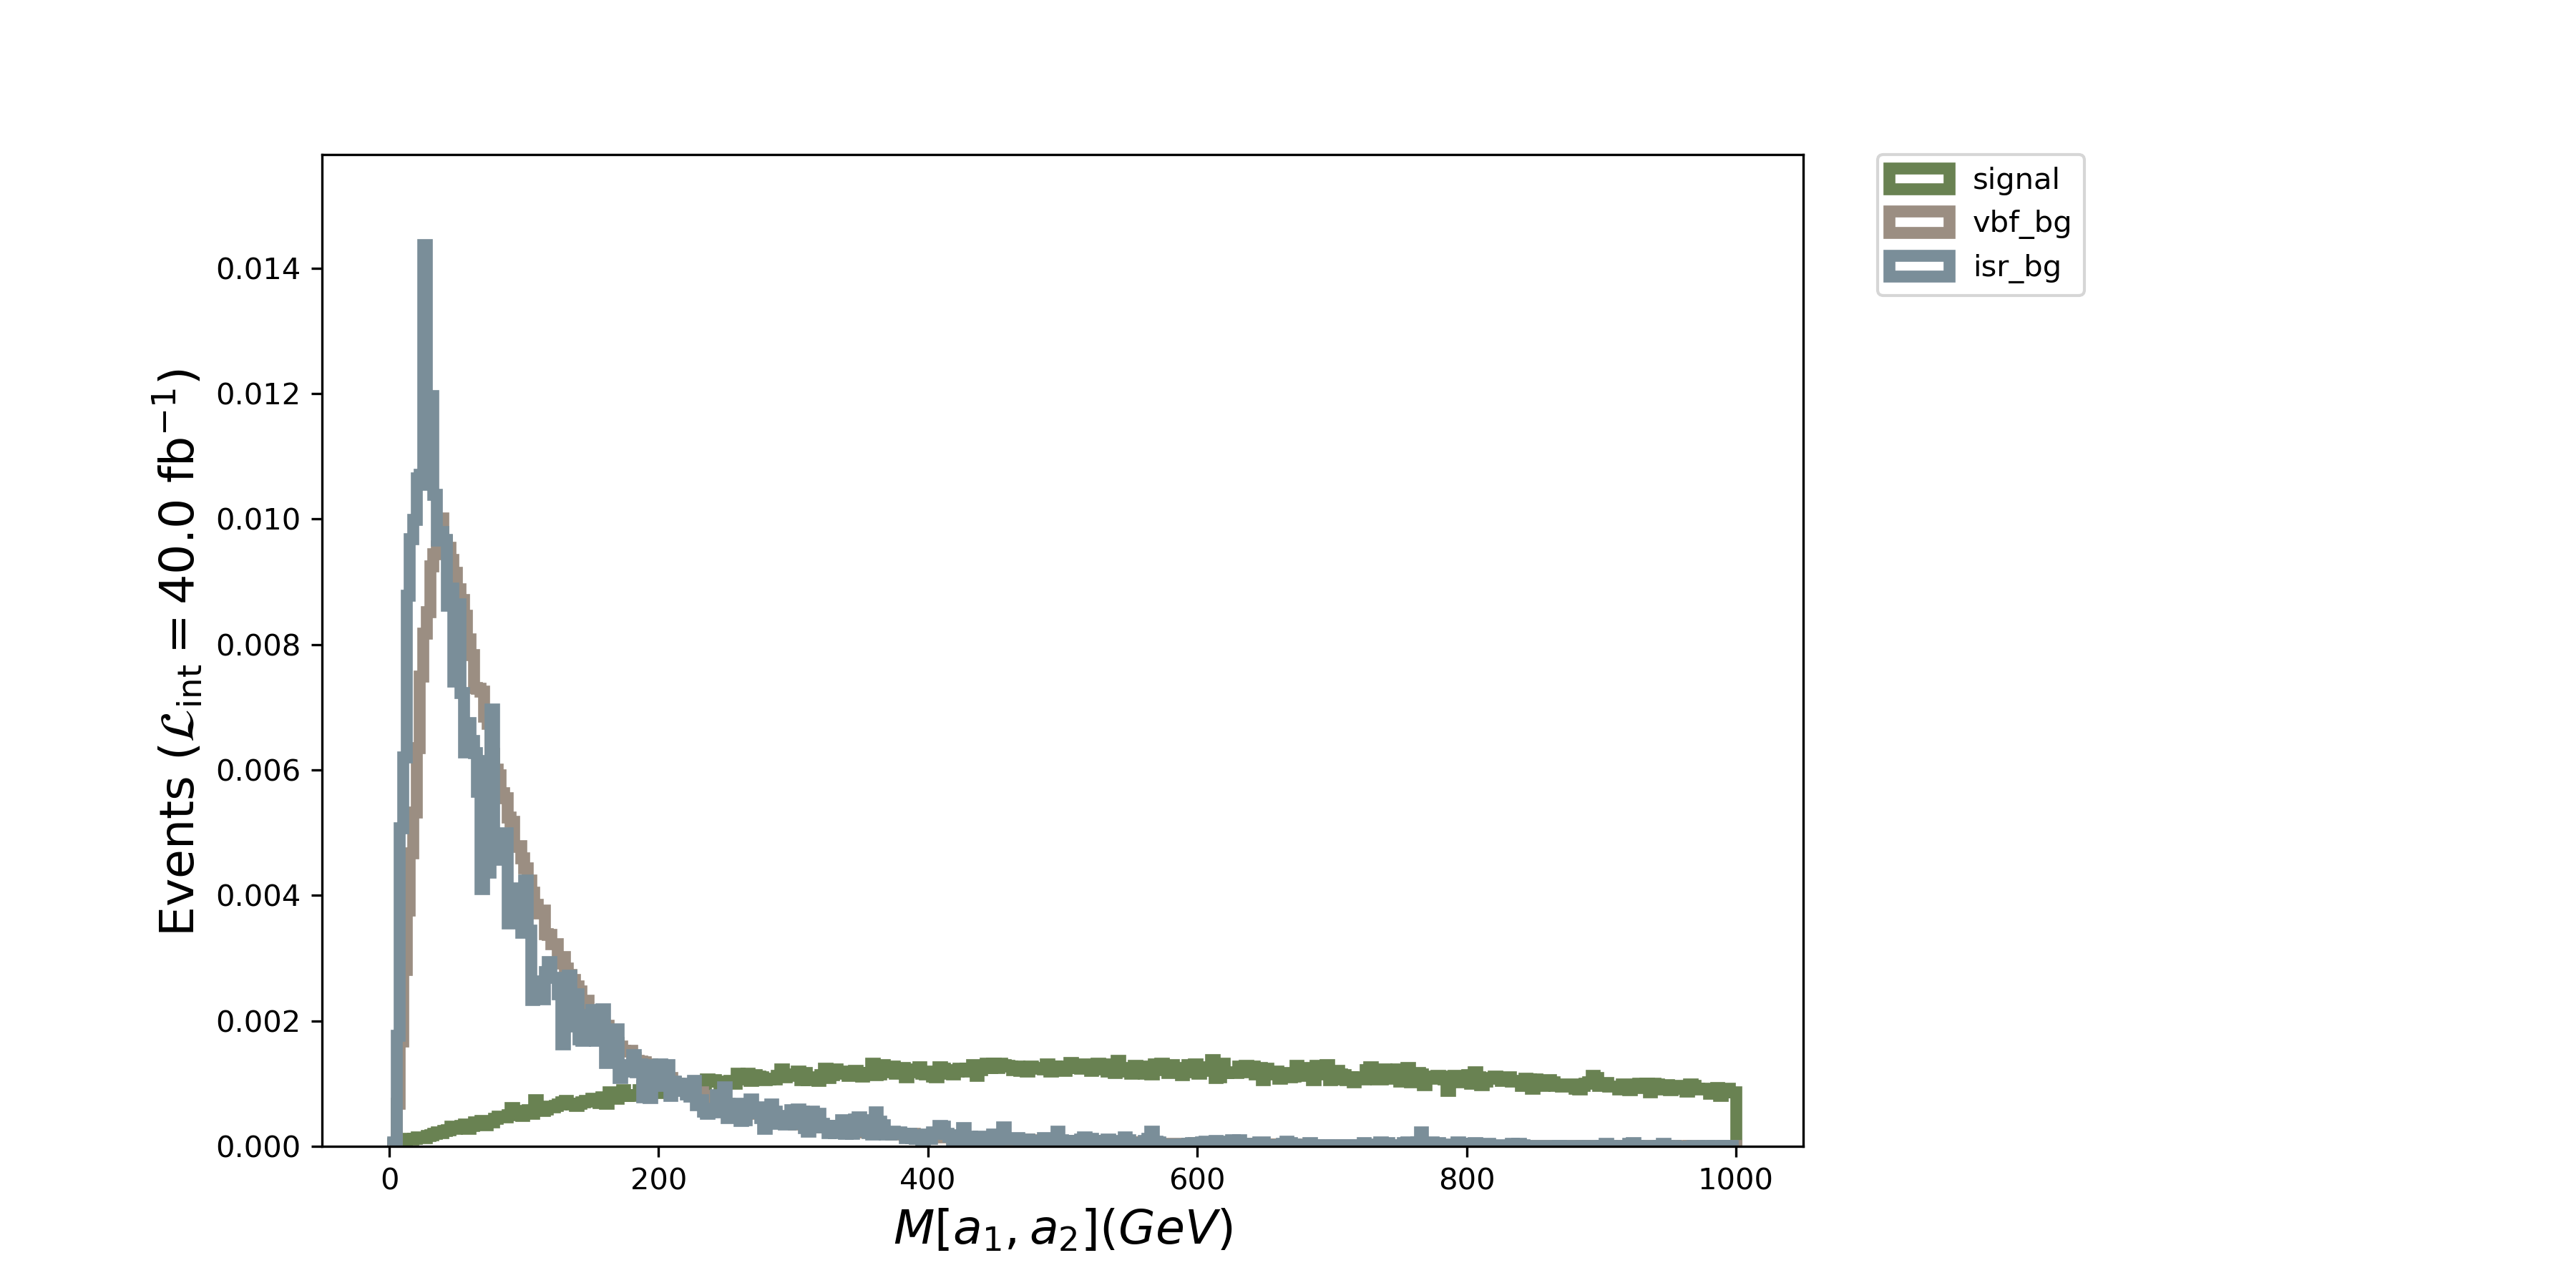 signal
vbf_bg
isr_bg
Events (ℒint = 40.0 fb⁻¹)
0.014
0.012
0.010
0.008
0.006
0.004
0.002
0.000
0 200 400 600 800 1000
M[a₁, a₂](GeV)